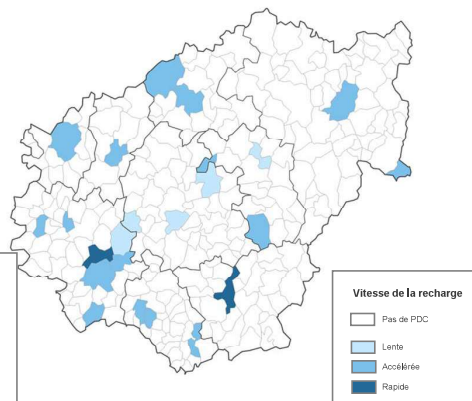 Vitesse de la recharge
Pas de PDC
Lente
Accélérée
Rapide